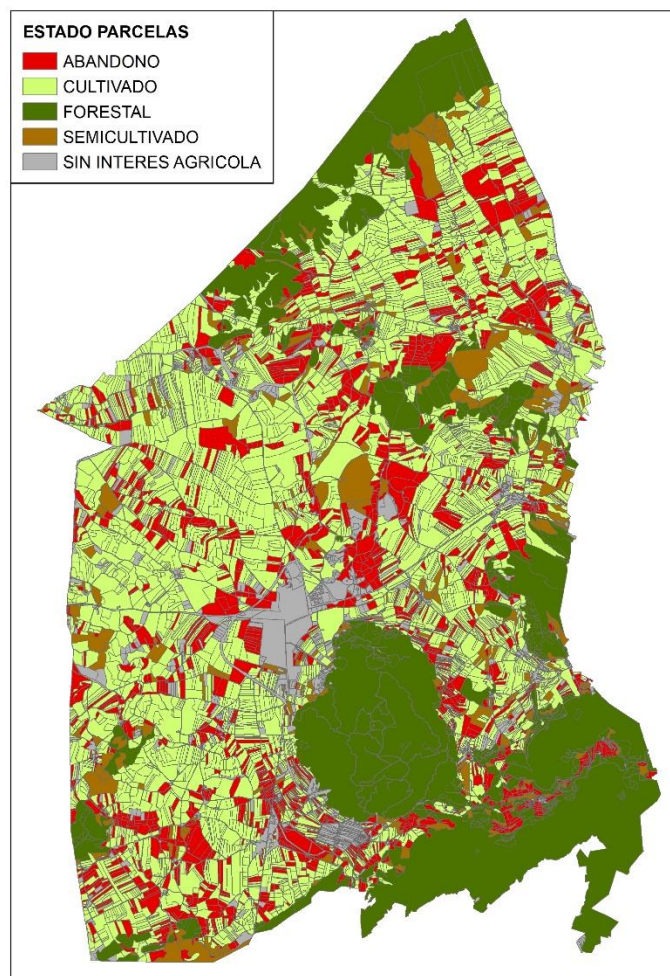 ESTADO PARCELAS
ABANDONO
CULTIVADO
FORESTAL
SEMICULTIVADO
SIN INTERES AGRICOLA